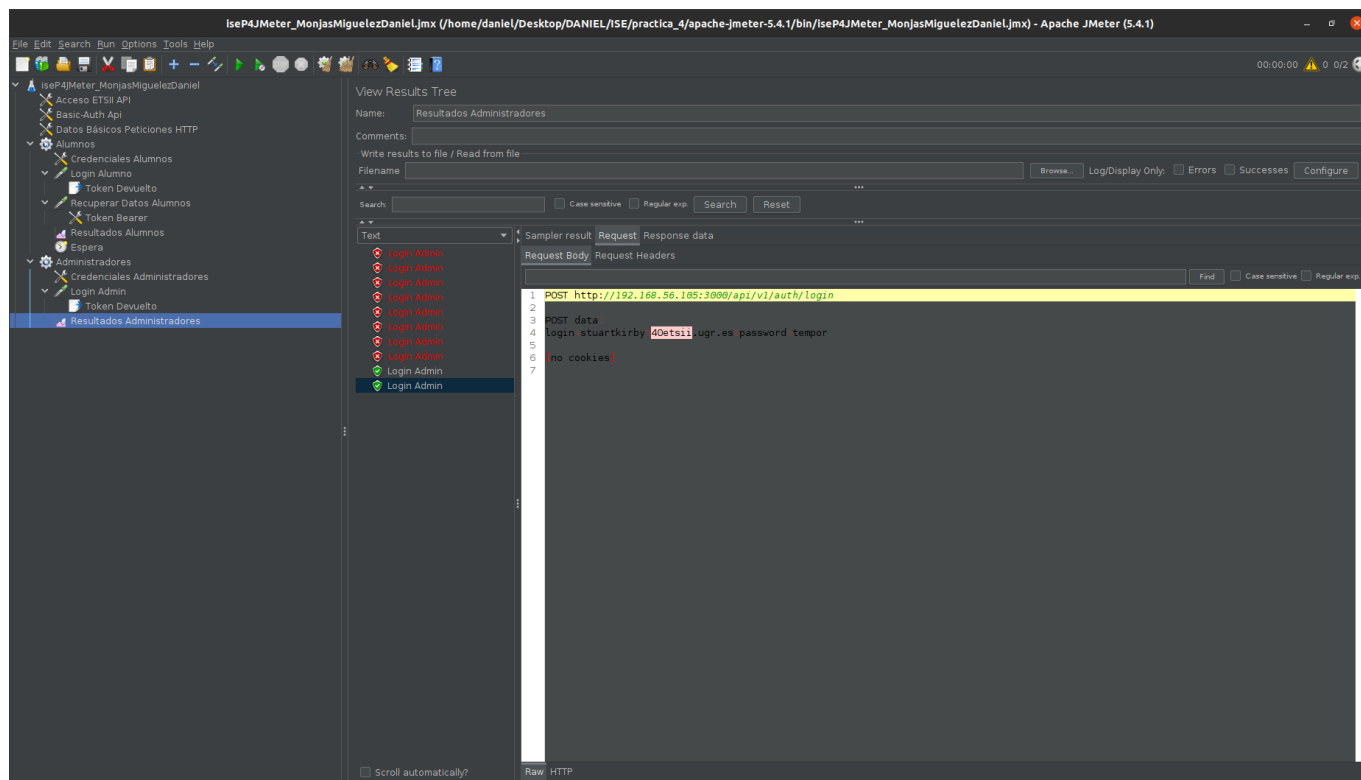 iseP4JMeter_MonjasMiguelezDaniel.jmx (/home/daniel/Desktop/DANIEL/ISE/practica_4/apache-jmeter-5.4.1/bin/iseP4JMeter_MonjasMiguelezDaniel.jmx) - Apache JMeter (5.4.1)
File Edit Search Run Options Tools Help
00:00:00 0 0/2
iseP4JMeter_MonjasMiguelezDaniel
Acceso ETSII API
Basic-Auth Api
Datos Básicos Peticiones HTTP
Alumnos
Credenciales Alumnos
Login Alumno
Token Devuelto
Recuperar Datos Alumnos
Token Bearer
Resultados Alumnos
Espera
Administradores
Credenciales Administradores
Login Admin
Token Devuelto
Resultados Administradores
View Results Tree
Name: Resultados Administradores
Comments:
Write results to file / Read from file
Filename Browse... Log/Display Only: Errors Successes Configure
Search: Case sensitive Regular exp. Search Reset
Text
Login Admin
Login Admin
Login Admin
Login Admin
Login Admin
Login Admin
Login Admin
Login Admin
Login Admin
Login Admin
Scroll automatically?
Sampler result Request Response data
Request Body Request Headers
Find Case sensitive Regular exp.
1 POST http://192.168.56.105:3000/api/v1/auth/login
2
3 POST data
4 login stuartkirby 40etsii.ugr.es password tempor
5
6 no cookies
7
Raw HTTP